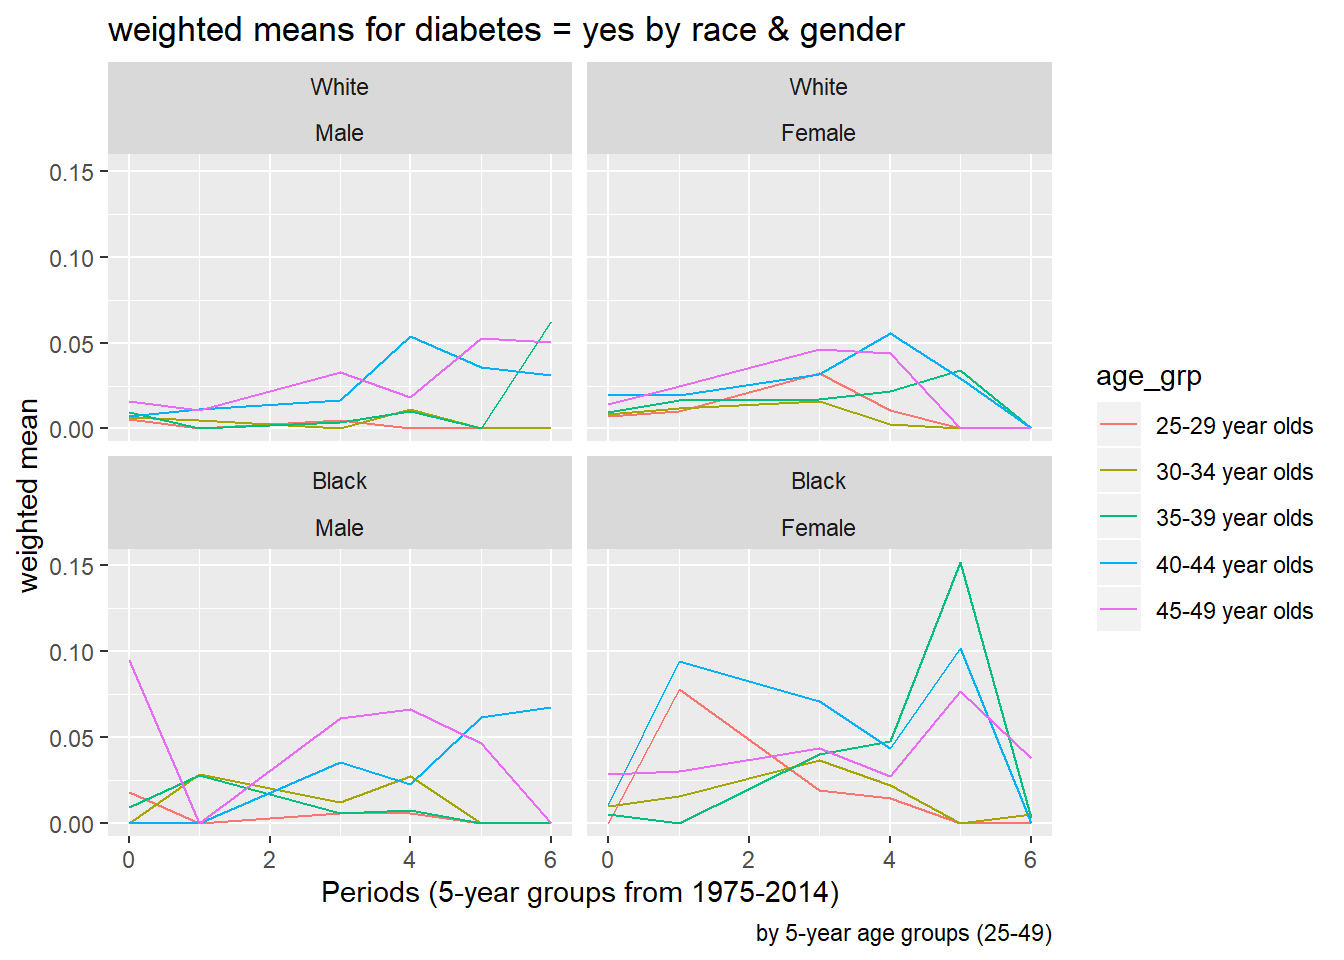 weighted means for diabetes = yes by race & gender
White
Male
White
Female
0.15
0.10
0.05
0.00
Black
Male
Black
Female
0.15
0.10
0.05
0.00
weighted mean
0 2 4 6
0 2 4 6
Periods (5-year groups from 1975-2014)
by 5-year age groups (25-49)
age_grp
25-29 year olds
30-34 year olds
35-39 year olds
40-44 year olds
45-49 year olds